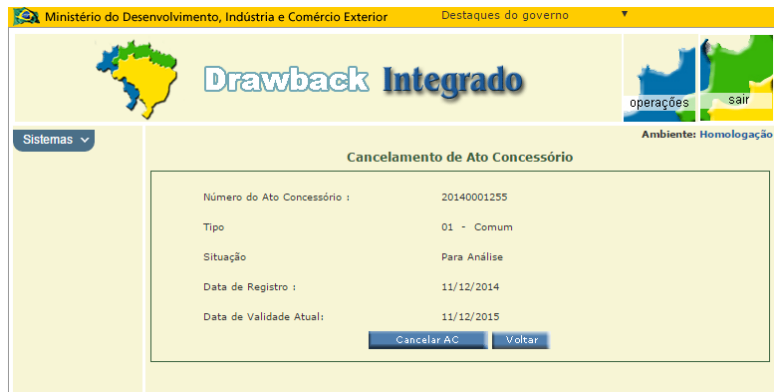 Ministério do Desenvolvimento, Indústria e Comércio Exterior Destaques do governo
Drawback Integrado
operações sair
Sistemas
Ambiente: Homologação
Cancelamento de Ato Concessório
Número do Ato Concessório : 20140001255
Tipo 01 - Comum
Situação Para Análise
Data de Registro : 11/12/2014
Data de Validade Atual: 11/12/2015
Cancelar AC Voltar